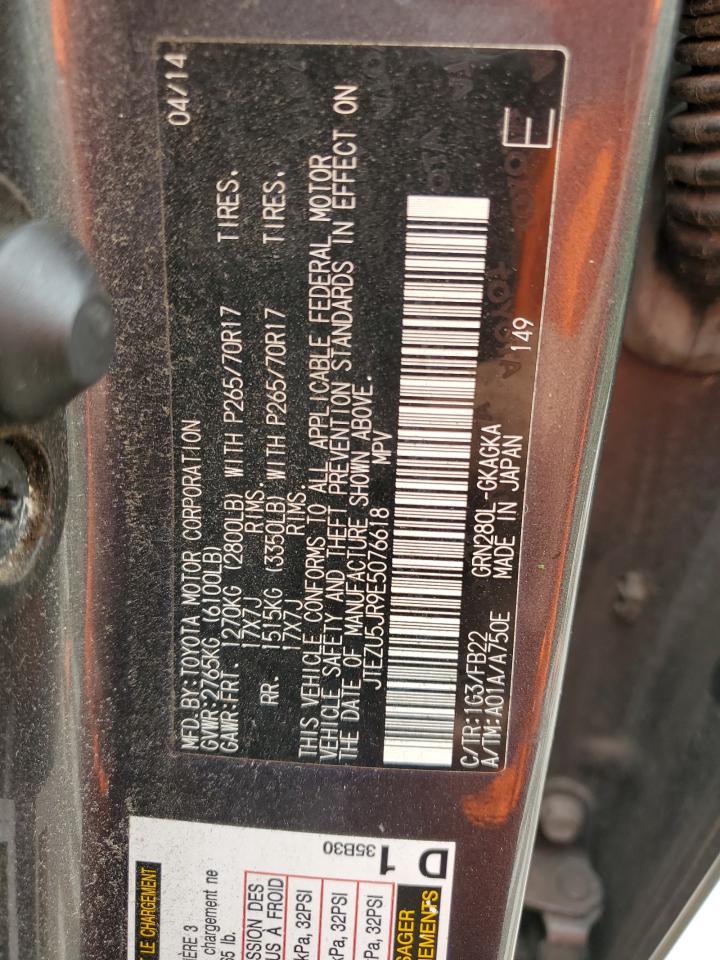 MFD.BY:TOYOTA MOTOR CORPORATION 04/14
GVWR:2765KG (6100LB)
GAWR:FRT. 1270KG (2800LB) WITH P265/70R17 TIRES.
17X7J RIMS.
RR. 1515KG (3350LB) WITH P265/70R17 TIRES.
17X7J RIMS.
THIS VEHICLE CONFORMS TO ALL APPLICABLE FEDERAL MOTOR
VEHICLE SAFETY AND THEFT PREVENTION STANDARDS IN EFFECT ON
THE DATE OF MANUFACTURE SHOWN ABOVE.
JTEZU5JR9E5076618 MPV
C/TR:1G3/FB22 GRN280L-GKAGKA
A/TM:A01A/A750E MADE IN JAPAN 149 E
D1
35B30
T LE CHARGEMENT
IÈRE 3
chargement ne
65 lb.
SSION DES
US A FROID
kPa, 32PSI
kPa, 32PSI
kPa, 32PSI
SAGER
EMENTS
TOYOTA